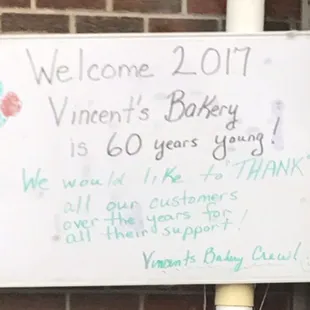 Welcome 2017
Vincent's Bakery
is 60 years young!
We would like to "THANK"
all our customers
over the years for
all their support!
Vincents Bakery Crew!